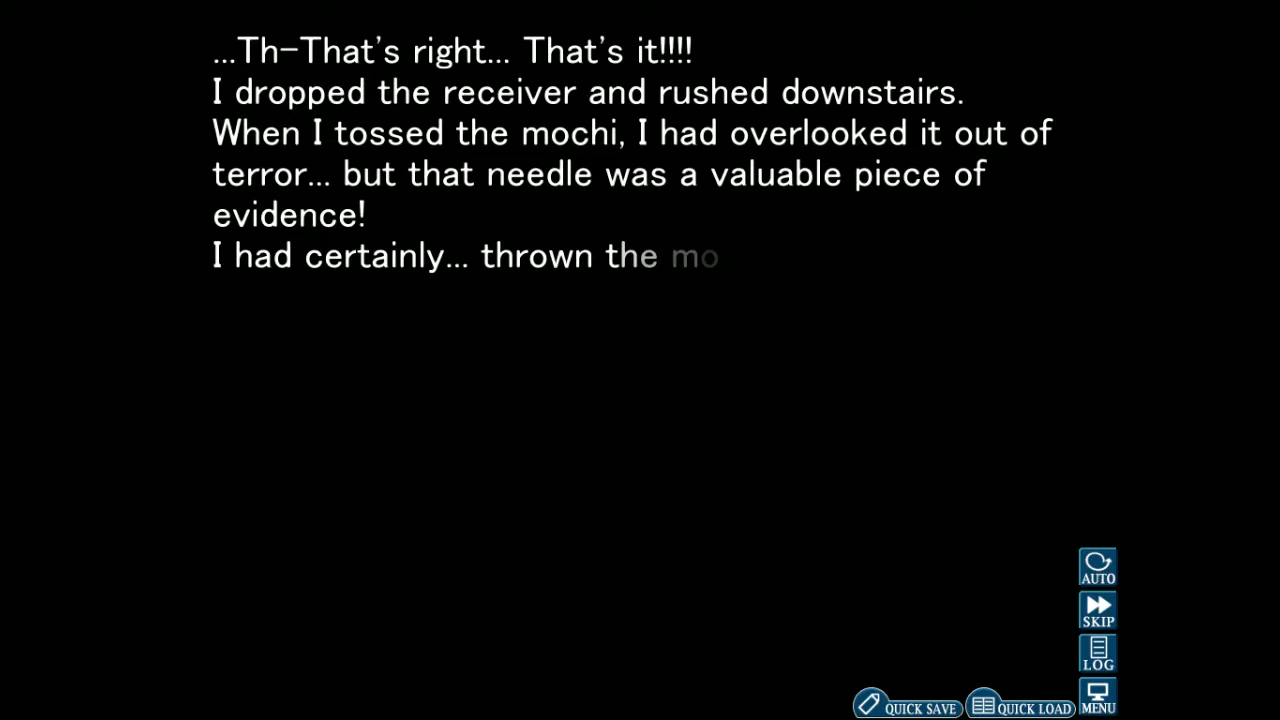 ...Th-That's right... That's it!!!!
I dropped the receiver and rushed downstairs.
When I tossed the mochi, I had overlooked it out of
terror... but that needle was a valuable piece of
evidence!
I had certainly... thrown the mo
AUTO
SKIP
LOG
MENU
QUICK SAVE
QUICK LOAD